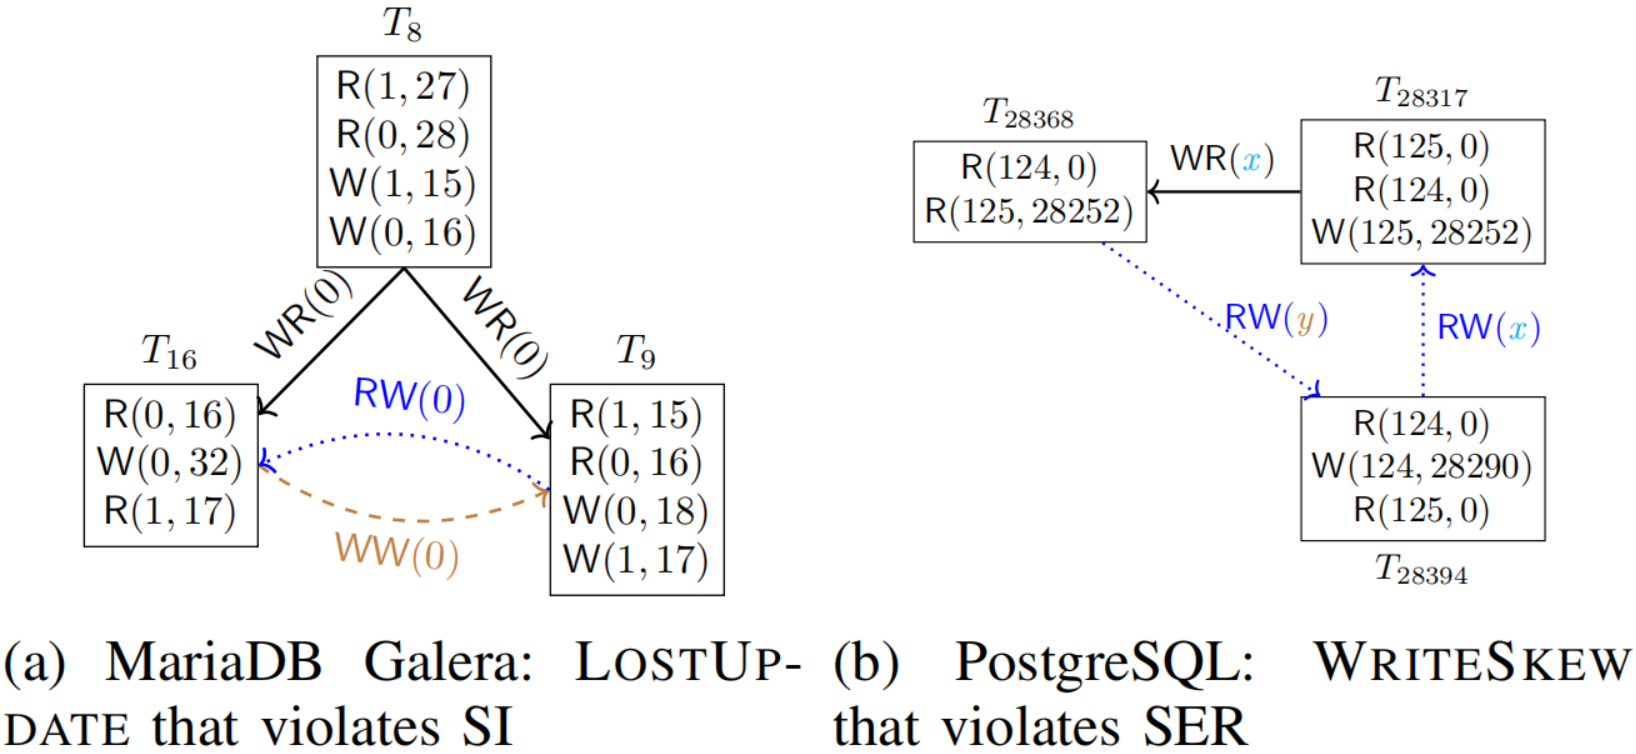 T8
R(1, 27)
R(0, 28)
W(1, 15)
W(0, 16)
WR(0)
WR(0)
T16
R(0, 16)
W(0, 32)
R(1, 17)
RW(0)
WW(0)
T9
R(1, 15)
R(0, 16)
W(0, 18)
W(1, 17)
(a) MariaDB Galera: LOSTUP-
DATE that violates SI
T28368
R(124, 0)
R(125, 28252)
WR(x)
T28317
R(125, 0)
R(124, 0)
W(125, 28252)
RW(y)
RW(x)
R(124, 0)
W(124, 28290)
R(125, 0)
T28394
(b) PostgreSQL: WRITESKEW
that violates SER